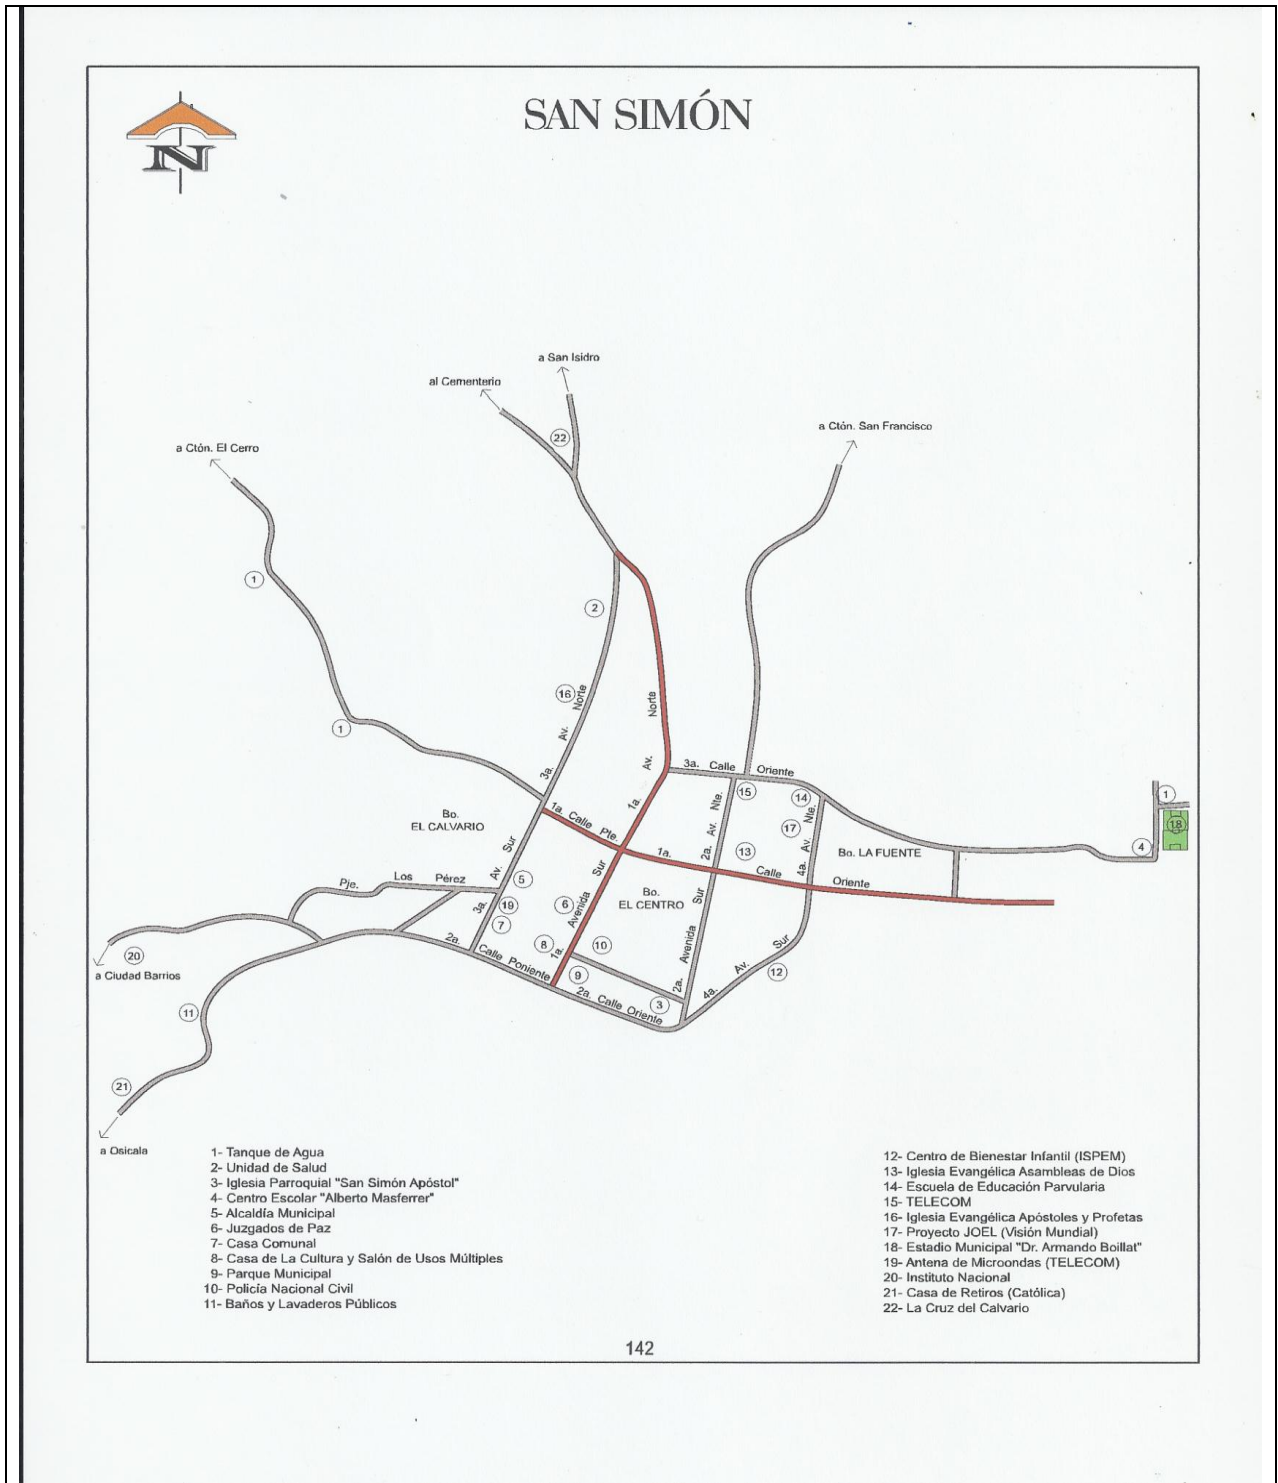 SAN SIMÓN
N
a San Isidro
al Cementerio
22
a Ctón. San Francisco
a Ctón. El Cerro
1
2
16
3a. Av. Norte
1
1a. Av. Norte
3a. Calle Oriente
15
14
1
1a. Calle Pte.
2a. Av. Nte.
4a. Av. Nte.
17
18
Bo.
EL CALVARIO
13
4
Bo. LA FUENTE
1a. Calle Oriente
3a. Av. Sur
5
Pje. Los Pérez
Bo.
EL CENTRO
19
6
7
1a. Avenida Sur
8
10
2a. Avenida Sur
4a. Av. Sur
12
2a. Calle Poniente
9
2a. Calle Oriente
3
20
a Ciudad Barrios
11
21
a Osicala
1- Tanque de Agua
2- Unidad de Salud
3- Iglesia Parroquial "San Simón Apóstol"
4- Centro Escolar "Alberto Masferrer"
5- Alcaldía Municipal
6- Juzgados de Paz
7- Casa Comunal
8- Casa de La Cultura y Salón de Usos Múltiples
9- Parque Municipal
10- Policía Nacional Civil
11- Baños y Lavaderos Públicos
12- Centro de Bienestar Infantil (ISPEM)
13- Iglesia Evangélica Asambleas de Dios
14- Escuela de Educación Parvularia
15- TELECOM
16- Iglesia Evangélica Apóstoles y Profetas
17- Proyecto JOEL (Visión Mundial)
18- Estadio Municipal "Dr. Armando Boillat"
19- Antena de Microondas (TELECOM)
20- Instituto Nacional
21- Casa de Retiros (Católica)
22- La Cruz del Calvario
142